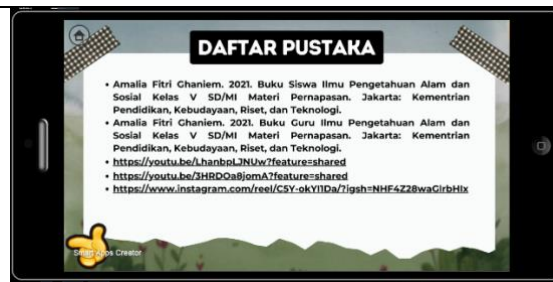 DAFTAR PUSTAKA
• Amalia Fitri Ghaniem. 2021. Buku Siswa Ilmu Pengetahuan Alam dan
Sosial Kelas V SD/MI Materi Pernapasan. Jakarta: Kementrian
Pendidikan, Kebudayaan, Riset, dan Teknologi.
• Amalia Fitri Ghaniem. 2021. Buku Guru Ilmu Pengetahuan Alam dan
Sosial Kelas V SD/MI Materi Pernapasan. Jakarta: Kementrian
Pendidikan, Kebudayaan, Riset, dan Teknologi.
• https://youtu.be/LhanbpLJNUw?feature=shared
• https://youtu.be/3HRDOa8jomA?feature=shared
• https://www.instagram.com/reel/C5Y-okYI1Da/?igsh=NHF4Z28waGirbHIx
Smart Apps Creator